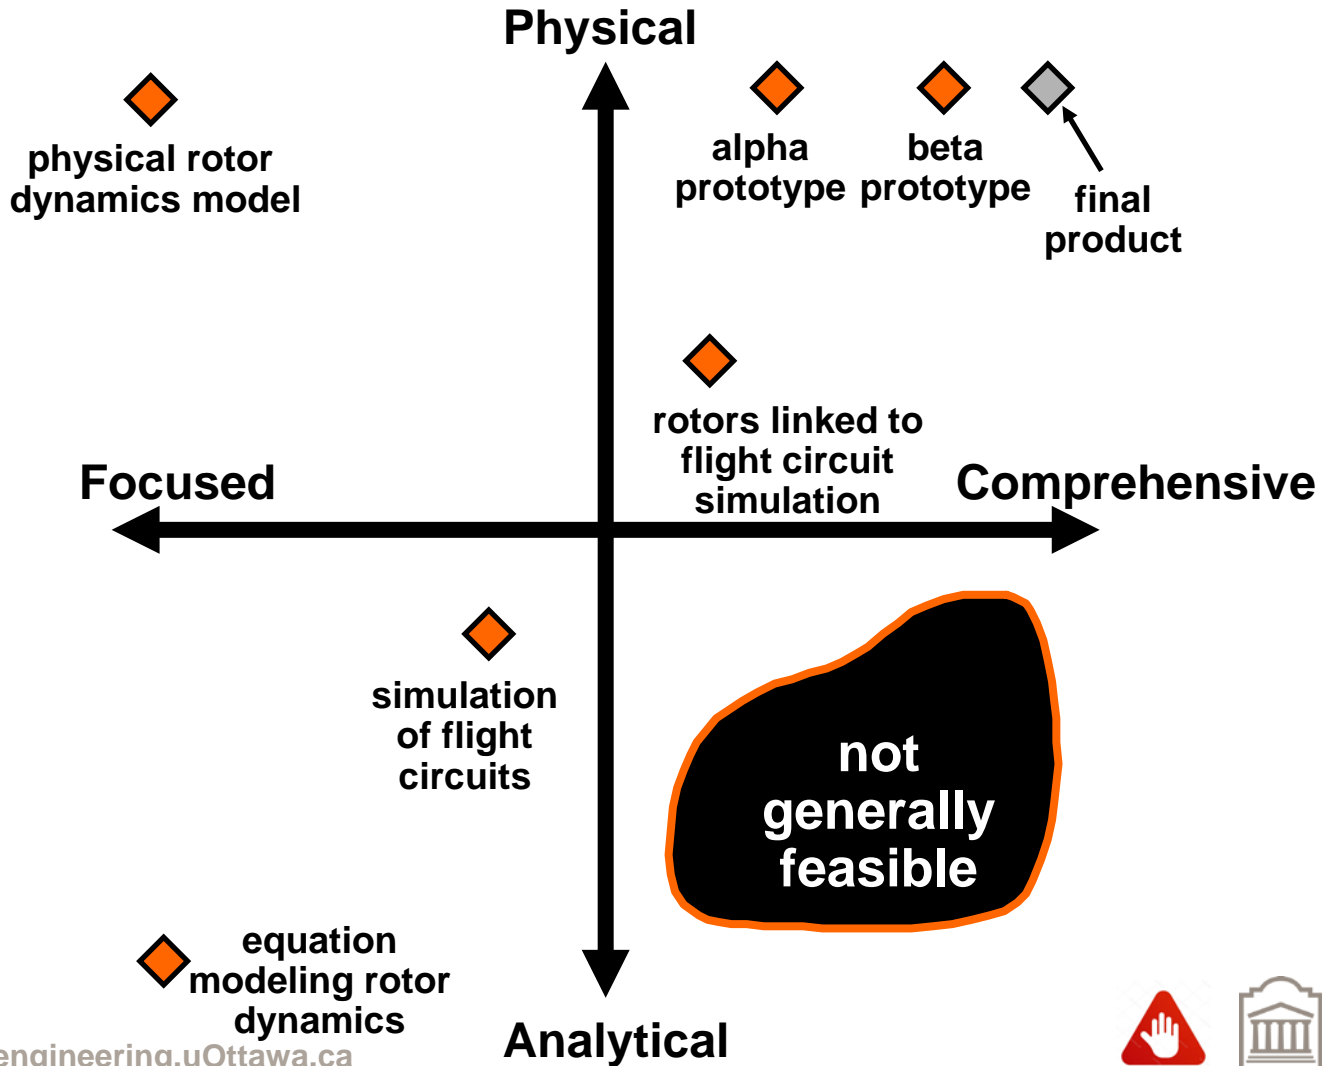 Physical
physical rotor
dynamics model
alpha
prototype
beta
prototype
final
product
rotors linked to
flight circuit
simulation
Focused
Comprehensive
simulation
of flight
circuits
not
generally
feasible
equation
modeling rotor
dynamics
Analytical
engineering.uOttawa.ca